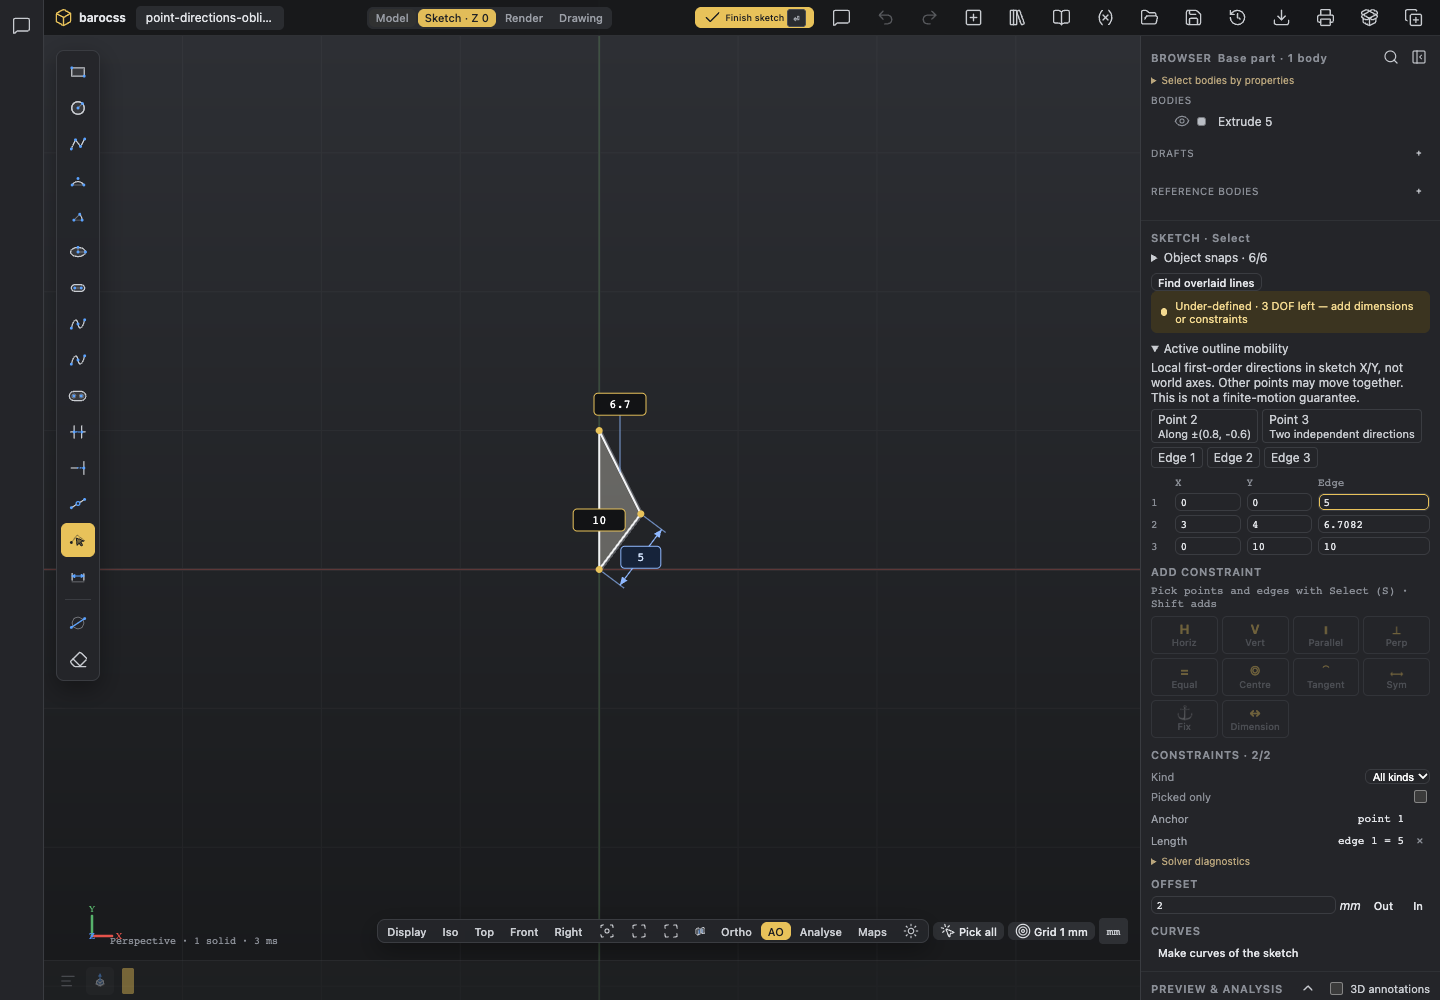 barocss
point-directions-obli...
Model
Sketch · Z 0
Render
Drawing
Finish sketch
6.7
10
5
Y
X
Z
Perspective · 1 solid · 3 ms
Display
Iso
Top
Front
Right
Ortho
AO
Analyse
Maps
Pick all
Grid 1 mm
mm
BROWSER Base part · 1 body
Select bodies by properties
BODIES
Extrude 5
DRAFTS
REFERENCE BODIES
SKETCH · Select
Object snaps · 6/6
Find overlaid lines
Under-defined · 3 DOF left — add dimensions
or constraints
Active outline mobility
Local first-order directions in sketch X/Y, not
world axes. Other points may move together.
This is not a finite-motion guarantee.
Point 2
Along ±(0.8, -0.6)
Point 3
Two independent directions
Edge 1
Edge 2
Edge 3
X Y Edge
1 0 0 5
2 3 4 6.7082
3 0 10 10
ADD CONSTRAINT
Pick points and edges with Select (S) ·
Shift adds
H
Horiz
V
Vert
Parallel
Perp
Equal
Centre
Tangent
Sym
Fix
Dimension
CONSTRAINTS · 2/2
Kind All kinds
Picked only
Anchor point 1
Length edge 1 = 5 ×
Solver diagnostics
OFFSET
2 mm Out In
CURVES
Make curves of the sketch
PREVIEW & ANALYSIS
3D annotations